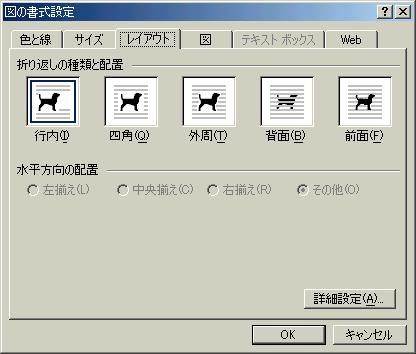 図の書式設定
色と線 サイズ レイアウト 図 テキスト ボックス Web
折り返しの種類と配置
行内(I) 四角(Q) 外周(T) 背面(B) 前面(F)
水平方向の配置
左揃え(L) 中央揃え(C) 右揃え(R) その他(O)
詳細設定(A)...
OK キャンセル